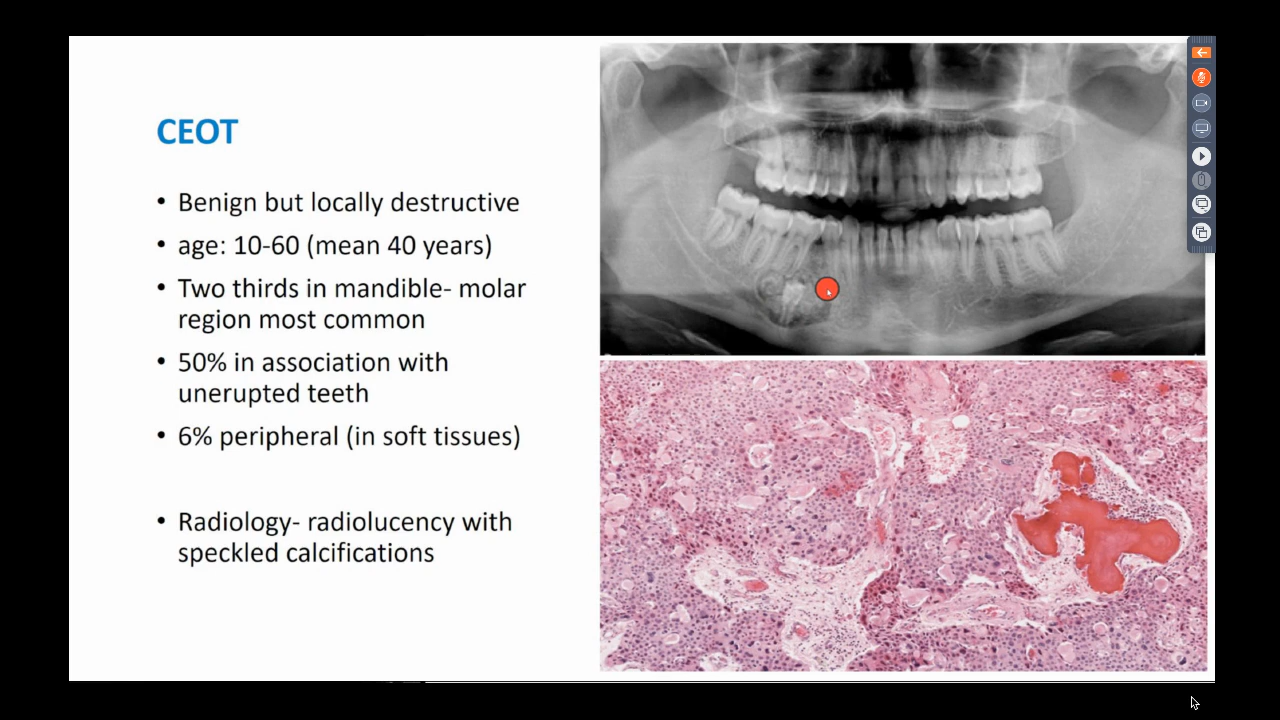 CEOT
• Benign but locally destructive
• age: 10-60 (mean 40 years)
• Two thirds in mandible- molar
region most common
• 50% in association with
unerupted teeth
• 6% peripheral (in soft tissues)
• Radiology- radiolucency with
speckled calcifications